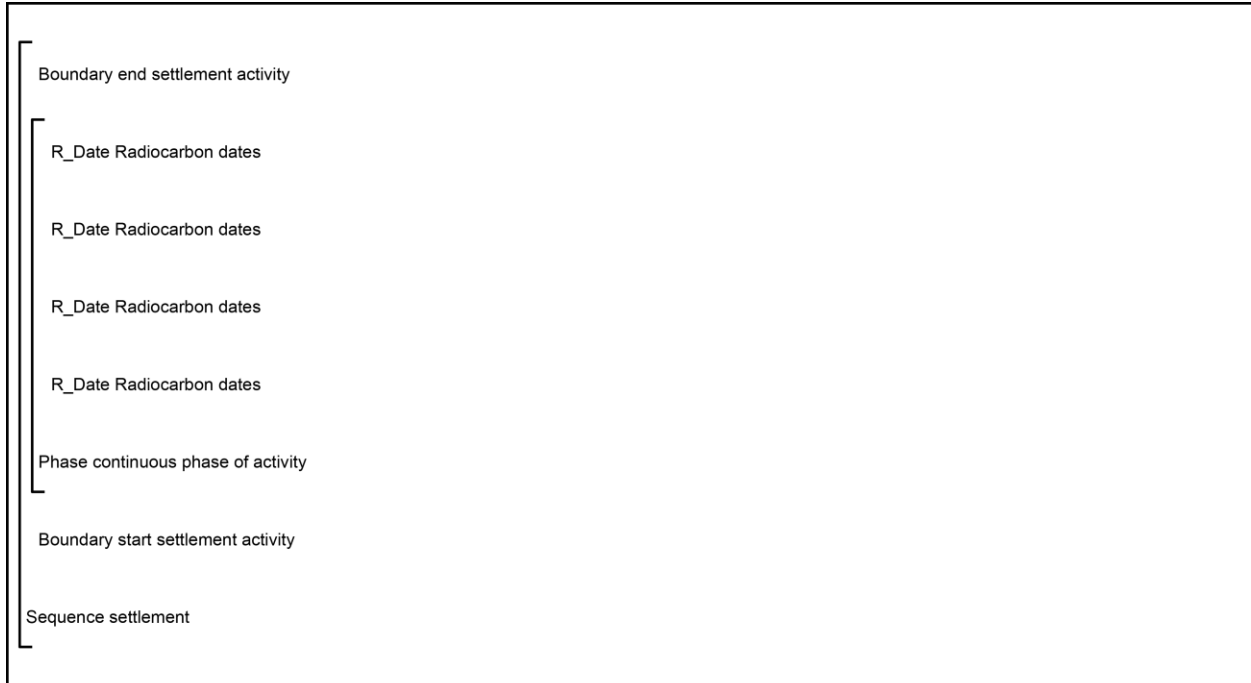 Boundary end settlement activity
R_Date Radiocarbon dates
R_Date Radiocarbon dates
R_Date Radiocarbon dates
R_Date Radiocarbon dates
Phase continuous phase of activity
Boundary start settlement activity
Sequence settlement